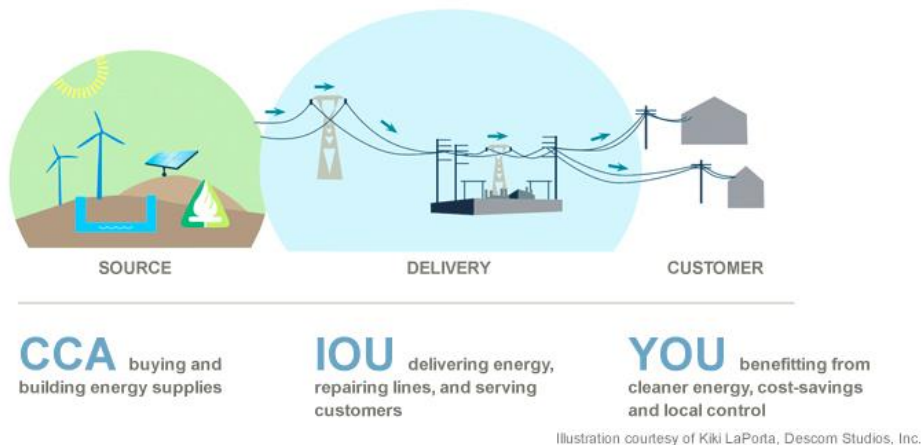 SOURCE
DELIVERY
CUSTOMER
CCA buying and
building energy supplies
IOU delivering energy,
repairing lines, and serving
customers
YOU benefitting from
cleaner energy, cost-savings
and local control
Illustration courtesy of Kiki LaPorta, Descom Studios, Inc.